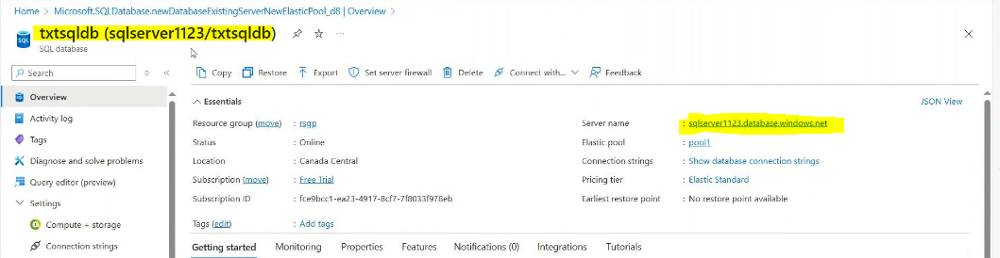 Home > Microsoft.SQLDatabase.newDatabaseExistingServerNewElasticPool_d8 | Overview >
txtsqldb (sqlserver1123/txtsqldb)
SQL
SQL database
Search
Copy Restore Export Set server firewall Delete Connect with... Feedback
Overview
Activity log
Tags
Diagnose and solve problems
Query editor (preview)
Settings
Compute + storage
Connection strings
Essentials
JSON View
Resource group (move) : rsgp
Status : Online
Location : Canada Central
Subscription (move) : Free Trial
Subscription ID : fce9bcc1-ea23-4917-8cf7-7f8033f978eb
Server name : sqlserver1123.database.windows.net
Elastic pool : pool1
Connection strings : Show database connection strings
Pricing tier : Elastic Standard
Earliest restore point : No restore point available
Tags (edit) : Add tags
Getting started Monitoring Properties Features Notifications (0) Integrations Tutorials